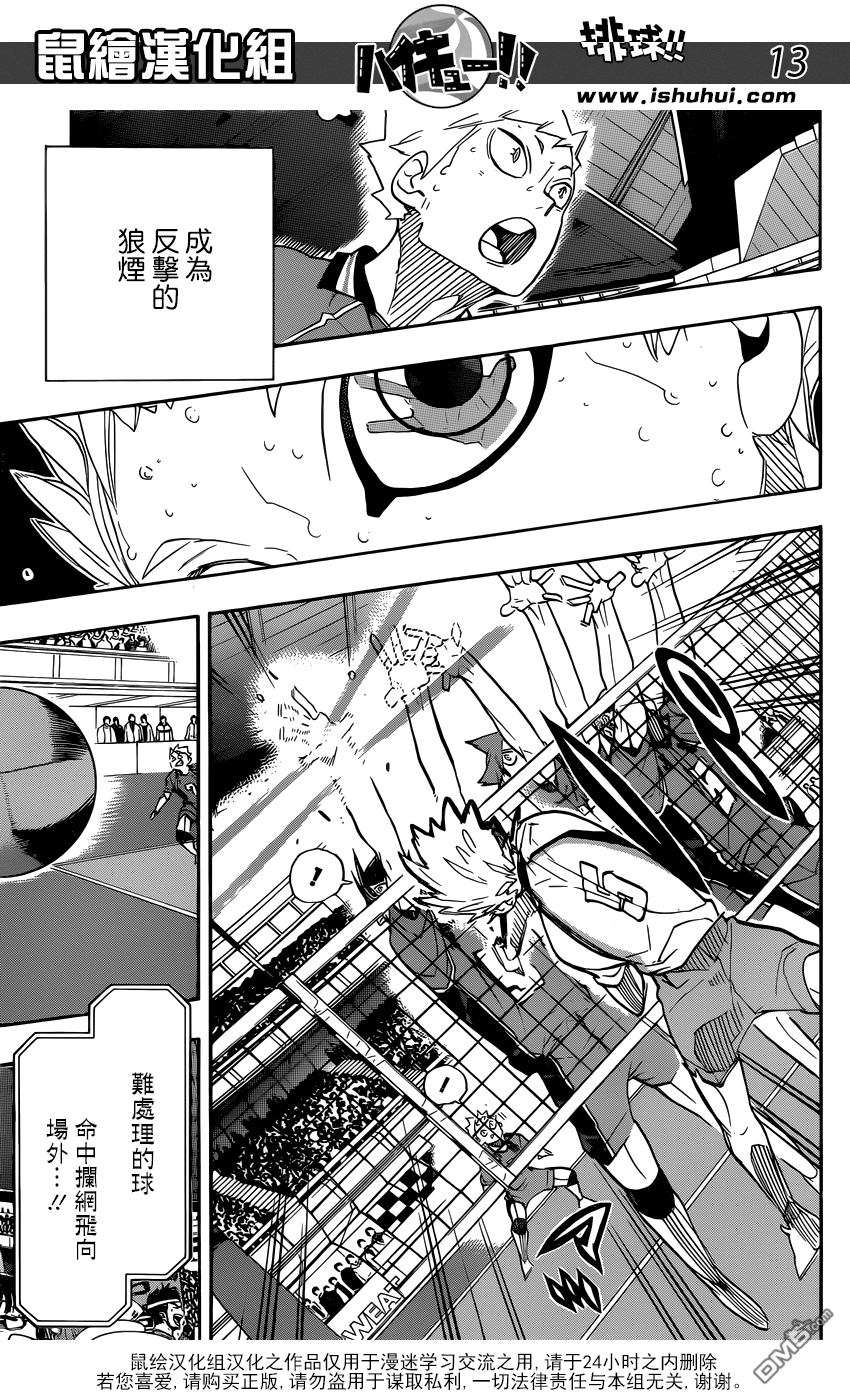 鼠繪漢化組
ハイキュー!!
排球!!
13
www.ishuhui.com
成為
反擊的
狼煙
!
!
SWEAT
難處理的球
命中攔網飛向
場外…!!
DM5.com
鼠绘汉化组汉化之作品仅用于漫迷学习交流之用, 请于24小时之内删除
若您喜爱, 请购买正版, 请勿盗用于谋取私利, 一切法律责任与本组无关, 谢谢.